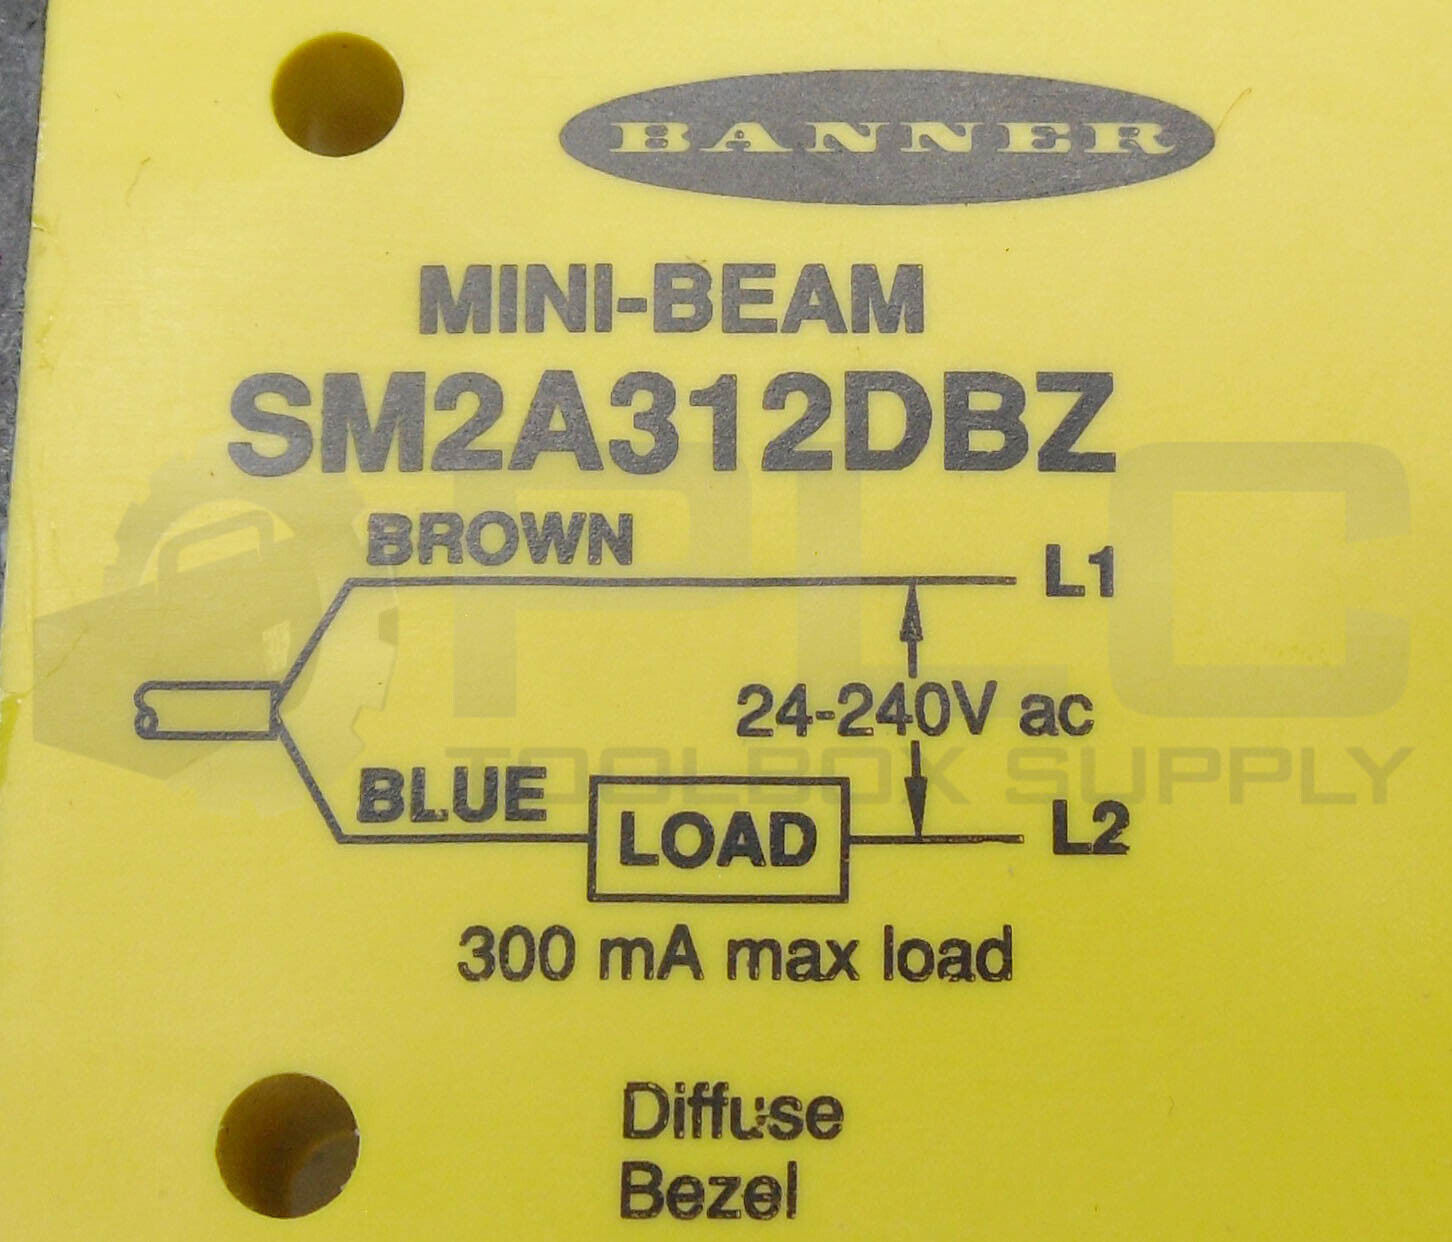 BANNER
MINI-BEAM
SM2A312DBZ
BROWN
L1
24-240V ac
BLUE
LOAD
L2
300 mA max load
Diffuse
Bezel
PLC
TOOLBOX SUPPLY